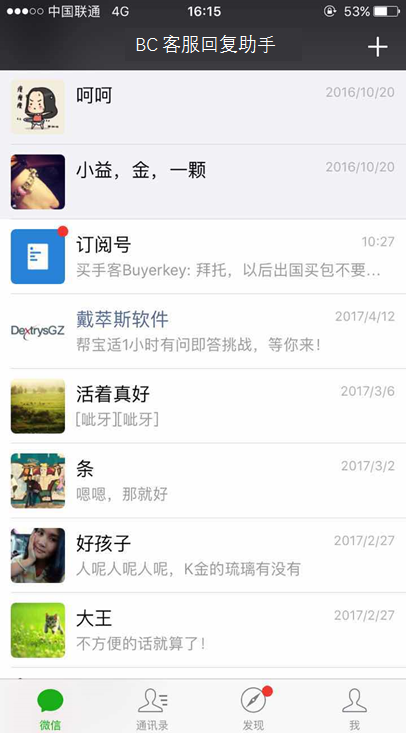 中国联通 4G 16:15 53%
BC 客服回复助手
呵呵 2016/10/20
小益，金，一颗 2016/10/20
订阅号 10:27
买手客Buyerkey: 拜托，以后出国买包不要...
DextrysGZ
戴萃斯软件 2017/4/12
帮宝适1小时有问即答挑战，等你来！
活着真好 2017/3/6
[呲牙][呲牙]
条 2017/3/2
嗯嗯，那就好
好孩子 2017/2/27
人呢人呢人呢，K金的琉璃有没有
大王 2017/2/27
不方便的话就算了！
微信 通讯录 发现 我